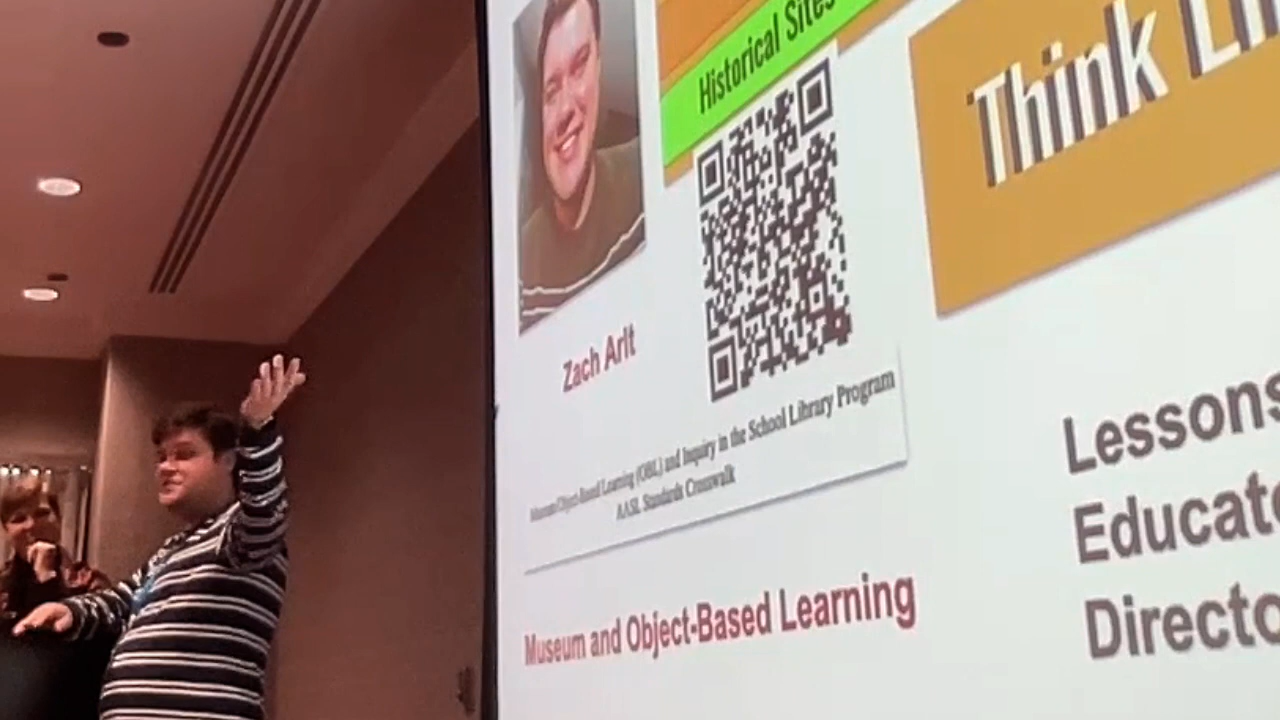 Historical Sites
Think Li
Zach Arlt
Museum/Object-Based Learning (OBL) and Inquiry in the School Library Program
AASL Standards Crosswalk
Museum and Object-Based Learning
Lessons
Educato
Directo